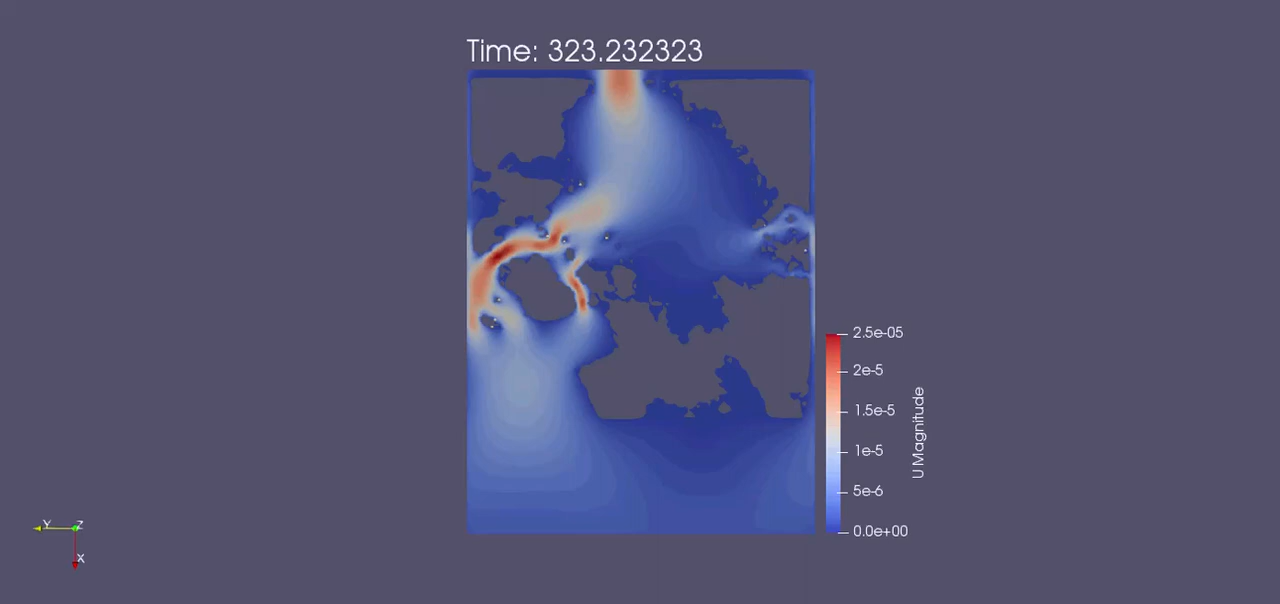 Time: 323.232323
2.5e-05
2e-5
1.5e-5
1e-5
5e-6
0.0e+00
U Magnitude
Y
Z
X